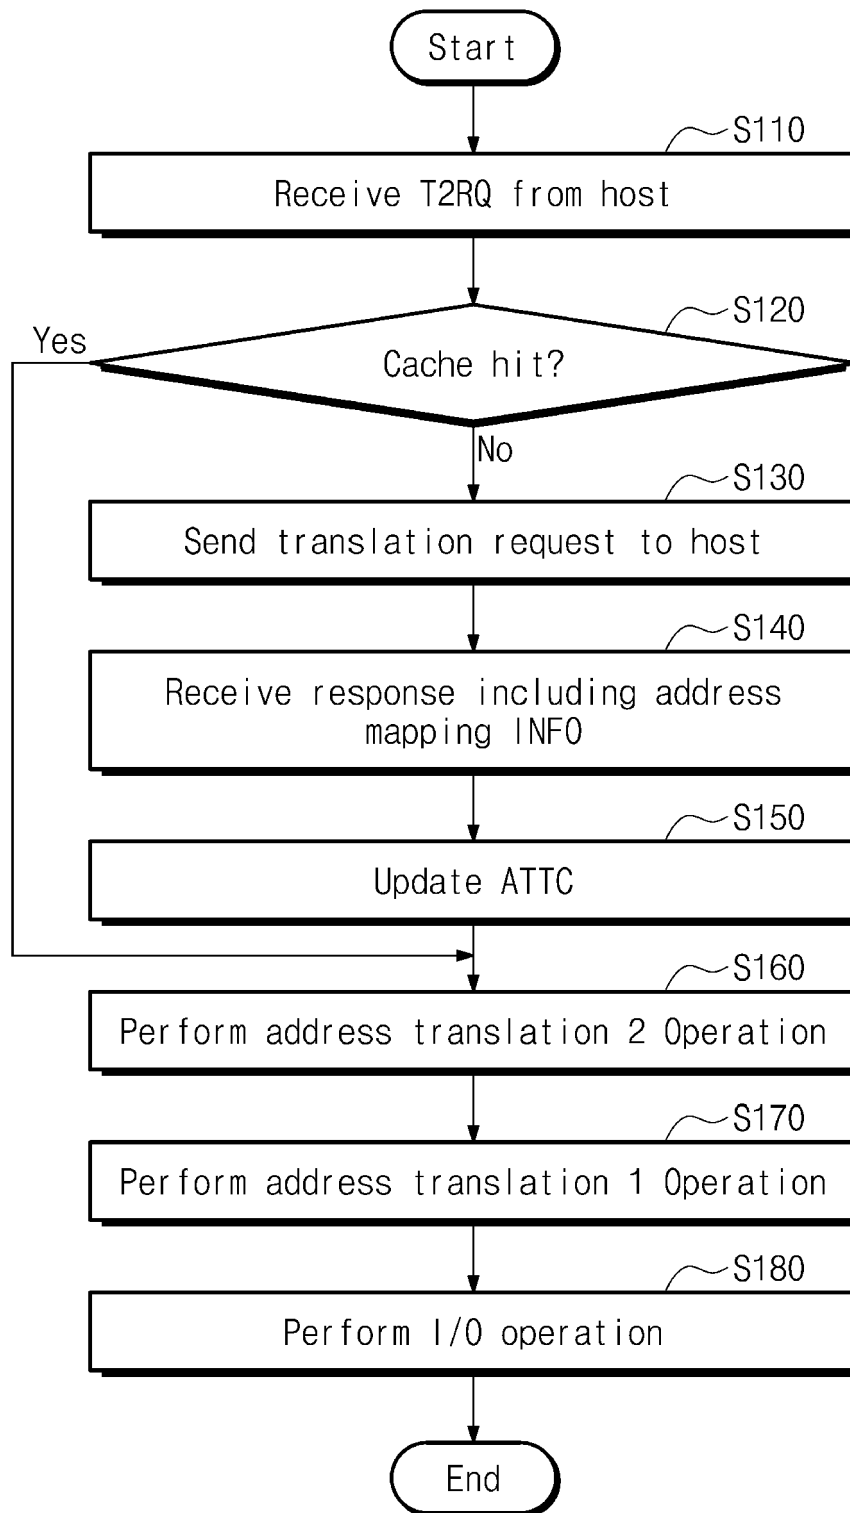 Start
S110
Receive T2RQ from host
S120
Yes
Cache hit?
No
S130
Send translation request to host
S140
Receive response including address
mapping INFO
S150
Update ATTC
S160
Perform address translation 2 Operation
S170
Perform address translation 1 Operation
S180
Perform I/O operation
End